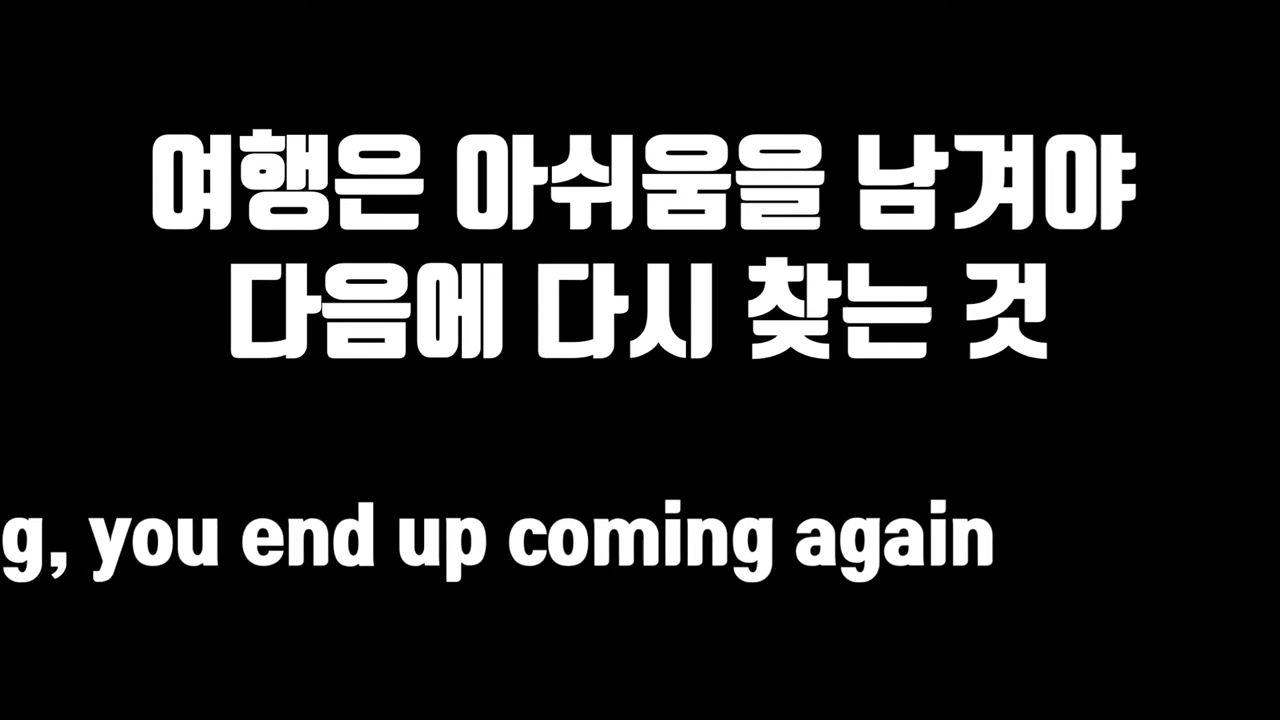 여행은 아쉬움을 남겨야
다음에 다시 찾는 것
g, you end up coming again